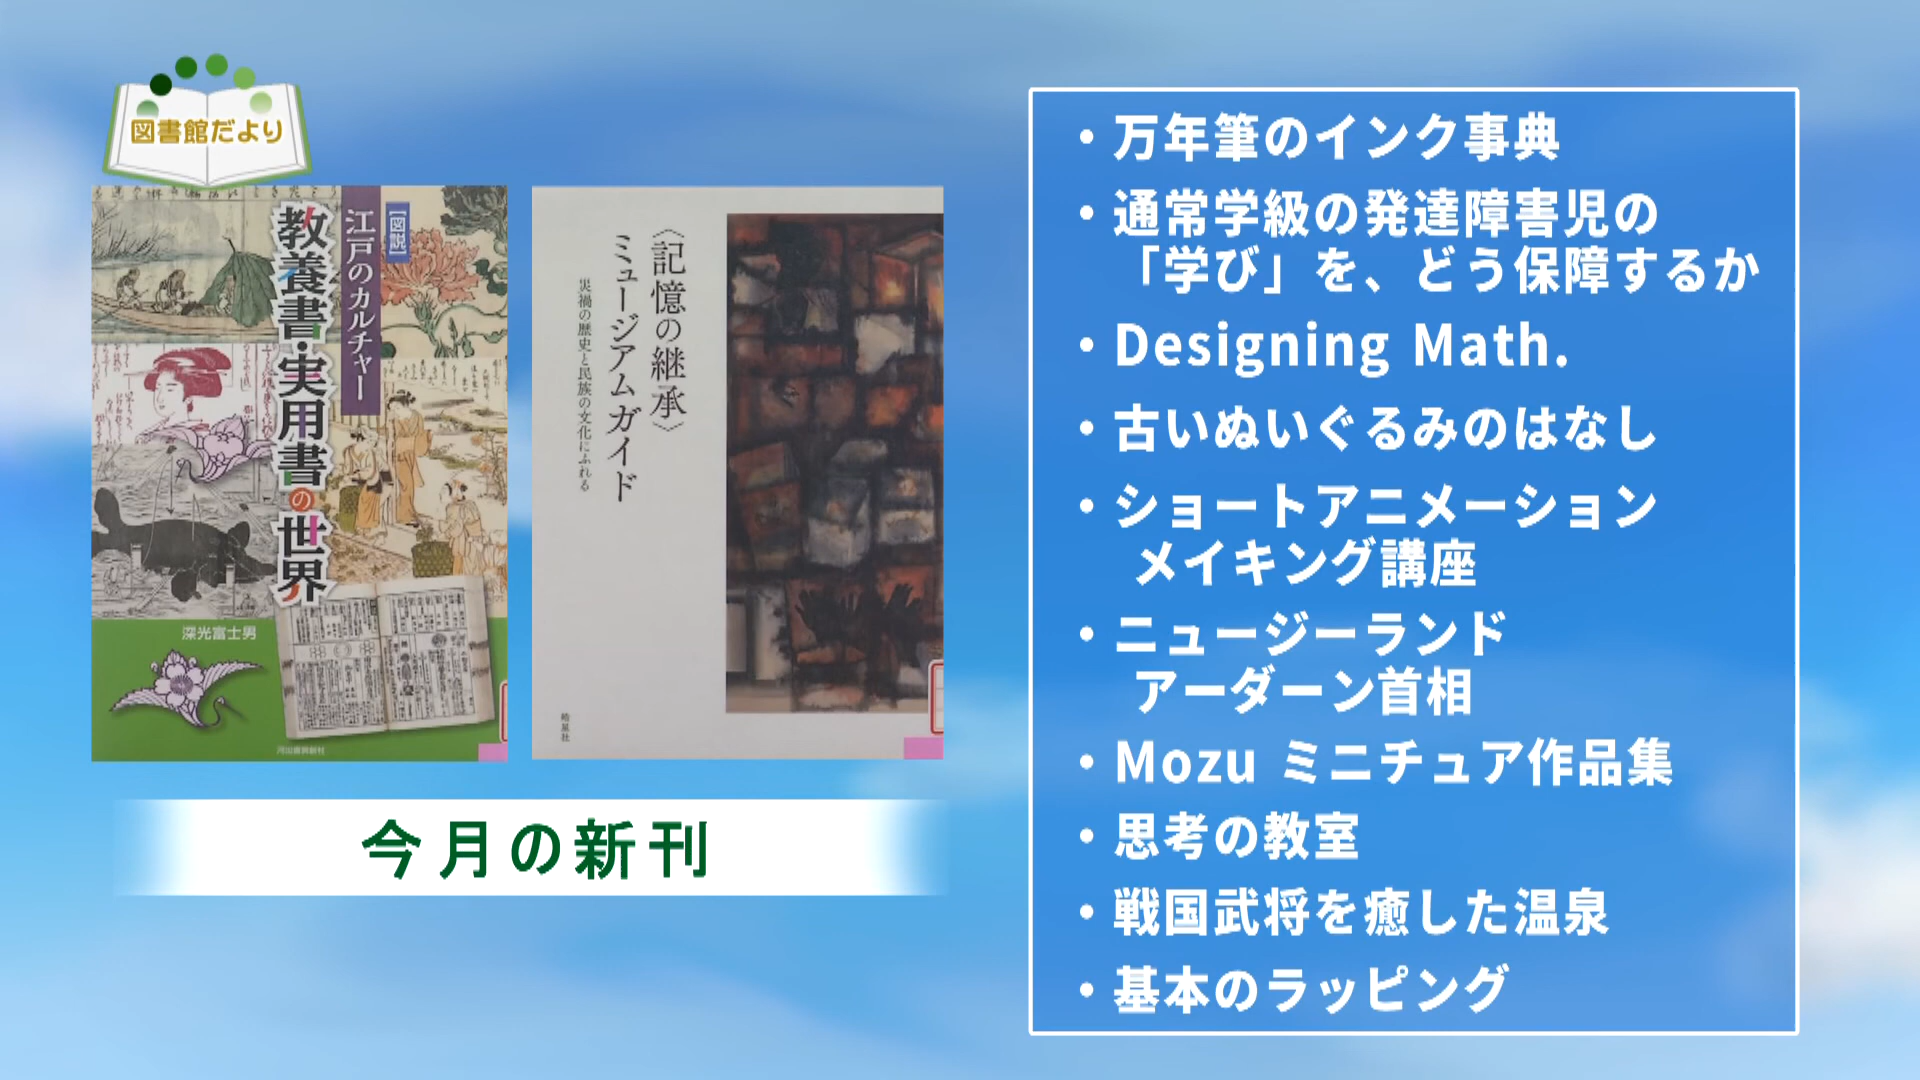 図書館だより
[図説]
江戸のカルチャー
教養書・実用書の世界
深光富士男
河出書房新社
〈記憶の継承〉
ミュージアムガイド
災禍の歴史と民族の文化にふれる
皓星社
今月の新刊
・万年筆のインク事典
・通常学級の発達障害児の
「学び」を、どう保障するか
・Designing Math.
・古いぬいぐるみのはなし
・ショートアニメーション
メイキング講座
・ニュージーランド
アーダーン首相
・Mozu ミニチュア作品集
・思考の教室
・戦国武将を癒した温泉
・基本のラッピング